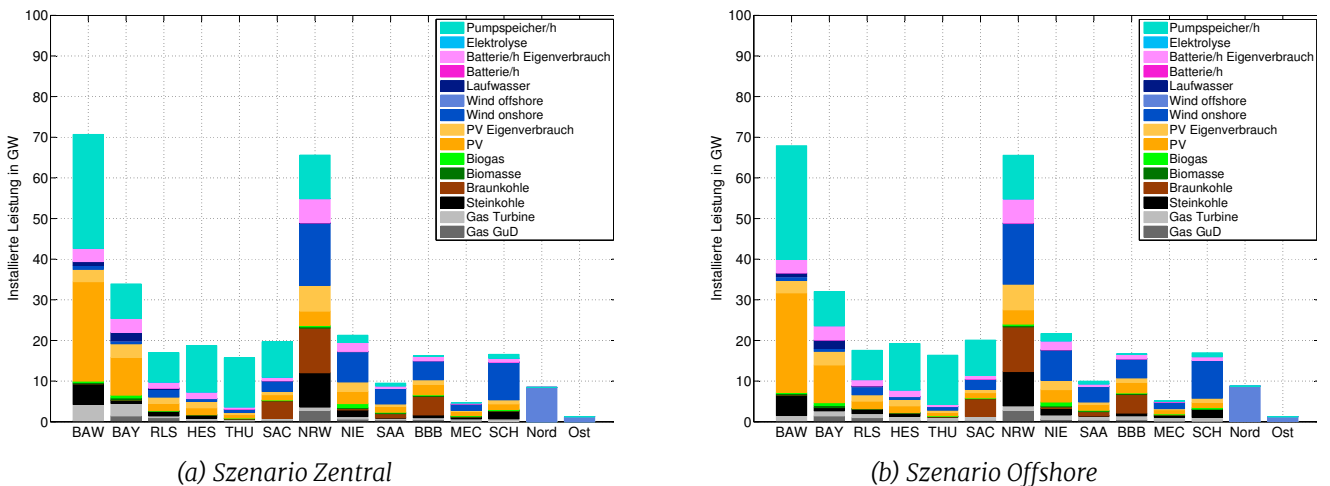 100
90
80
70
60
50
40
30
20
10
0
Installierte Leistung in GW
Pumpspeicher/h
Elektrolyse
Batterie/h Eigenverbrauch
Batterie/h
Laufwasser
Wind offshore
Wind onshore
PV Eigenverbrauch
PV
Biogas
Biomasse
Braunkohle
Steinkohle
Gas Turbine
Gas GuD
BAW BAY RLS HES THU SAC NRW NIE SAA BBB MEC SCH Nord Ost
(a) Szenario Zentral
100
90
80
70
60
50
40
30
20
10
0
Installierte Leistung in GW
Pumpspeicher/h
Elektrolyse
Batterie/h Eigenverbrauch
Batterie/h
Laufwasser
Wind offshore
Wind onshore
PV Eigenverbrauch
PV
Biogas
Biomasse
Braunkohle
Steinkohle
Gas Turbine
Gas GuD
BAW BAY RLS HES THU SAC NRW NIE SAA BBB MEC SCH Nord Ost
(b) Szenario Offshore